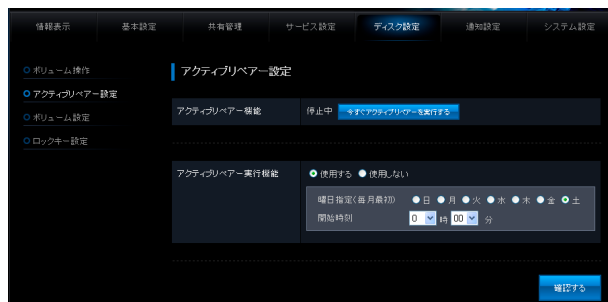 情報表示 基本設定 共有管理 サービス設定 ディスク設定 通知設定 システム設定
ボリューム操作
アクティブリペアー設定
ボリューム設定
ロックキー設定
アクティブリペアー設定
アクティブリペアー機能 停止中 今すぐアクティブリペアーを実行する
アクティブリペアー実行機能 使用する 使用しない
曜日指定(毎月最初) 日 月 火 水 木 金 土
開始時刻 0 時 00 分
確認する